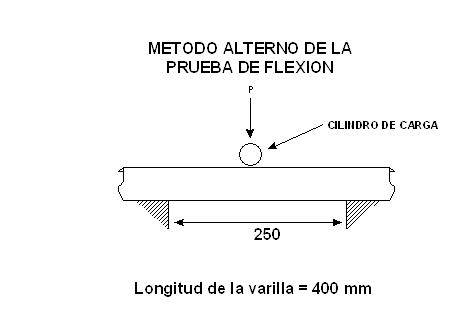 METODO ALTERNO DE LA
PRUEBA DE FLEXION
P
CILINDRO DE CARGA
250
Longitud de la varilla = 400 mm